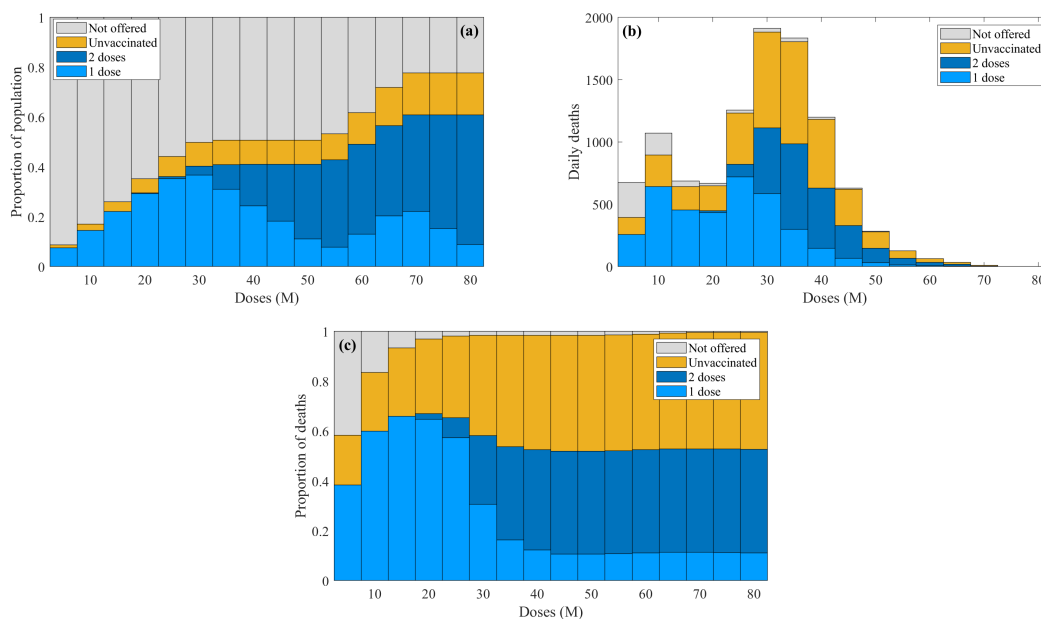 (a)
Not offered
Unvaccinated
2 doses
1 dose
Proportion of population
1
0.8
0.6
0.4
0.2
0
10 20 30 40 50 60 70 80
Doses (M)
(b)
Not offered
Unvaccinated
2 doses
1 dose
Daily deaths
2000
1500
1000
500
0
10 20 30 40 50 60 70 80
Doses (M)
(c)
Not offered
Unvaccinated
2 doses
1 dose
Proportion of deaths
1
0.8
0.6
0.4
0.2
0
10 20 30 40 50 60 70 80
Doses (M)